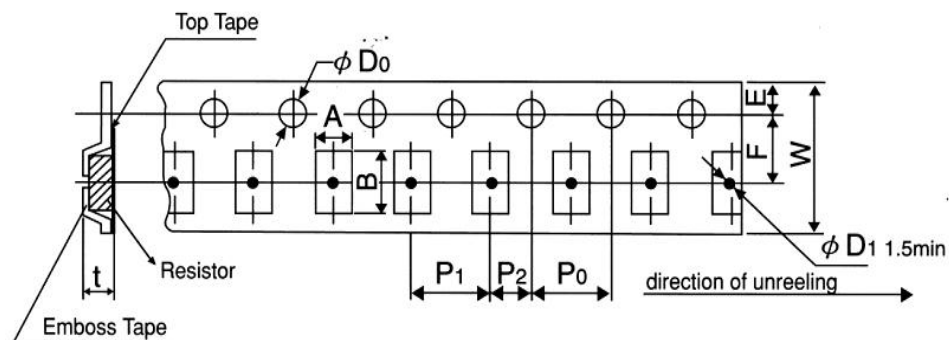 Top Tape
φ D0
A
E
F
W
B
φ D1 1.5min
P1
P2
P0
t
Resistor
direction of unreeling
Emboss Tape